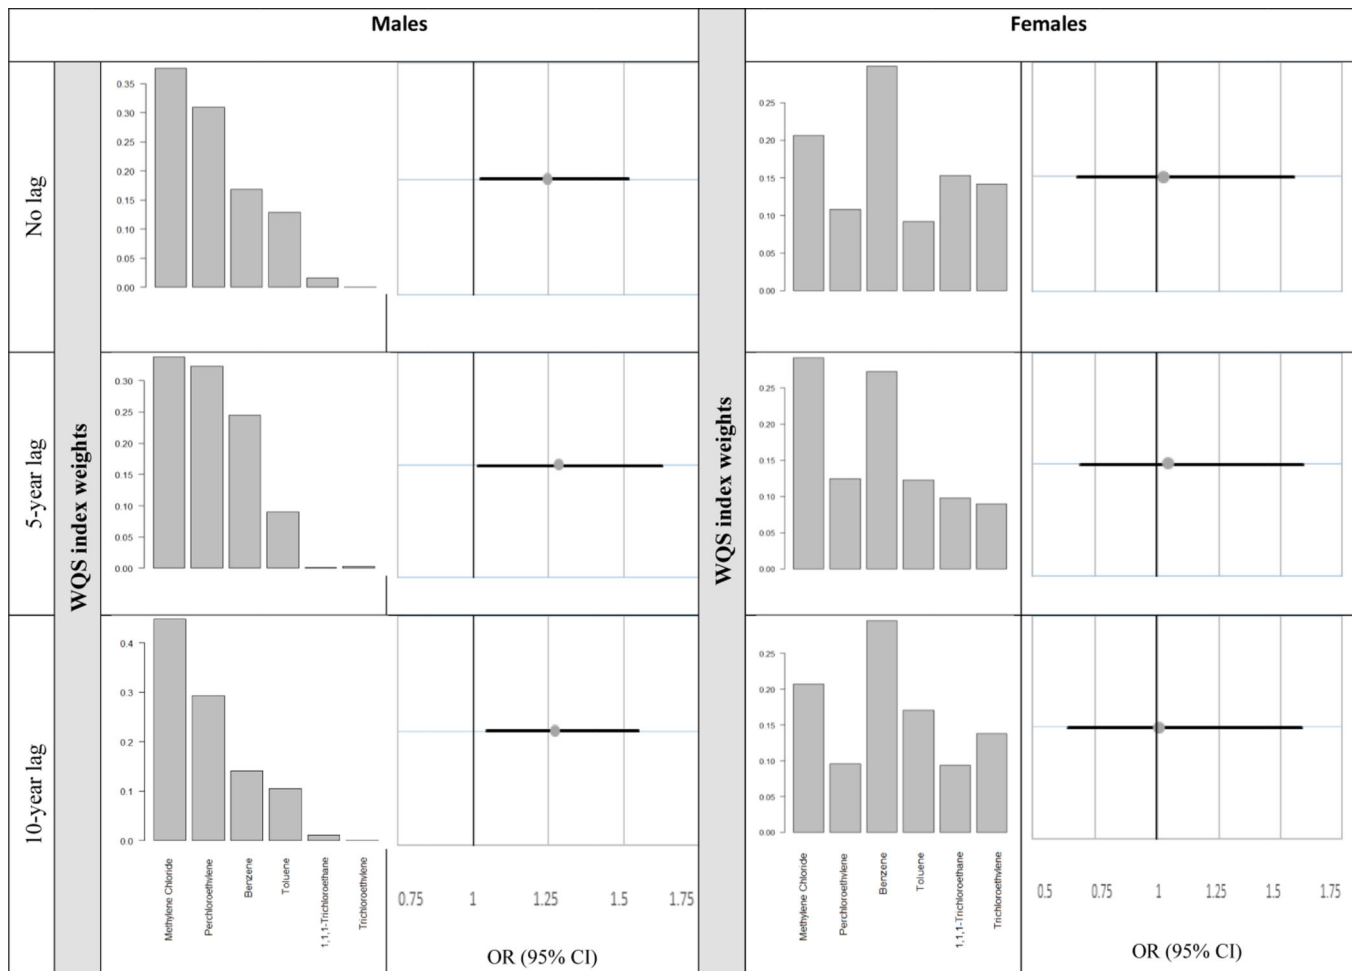 Males
Females
No lag
5-year lag
10-year lag
WQS index weights
0.35
0.30
0.25
0.20
0.15
0.10
0.05
0.00
0.25
0.20
0.15
0.10
0.05
0.00
0.30
0.25
0.20
0.15
0.10
0.05
0.00
WQS index weights
0.25
0.20
0.15
0.10
0.05
0.00
0.4
0.3
0.2
0.1
0.0
0.25
0.20
0.15
0.10
0.05
0.00
Methylene Chloride
Perchloroethylene
Benzene
Toluene
1,1,1-Trichloroethane
Trichloroethylene
0.75 1 1.25 1.5 1.75
OR (95% CI)
Methylene Chloride
Perchloroethylene
Benzene
Toluene
1,1,1-Trichloroethane
Trichloroethylene
0.5 0.75 1 1.25 1.5 1.75
OR (95% CI)